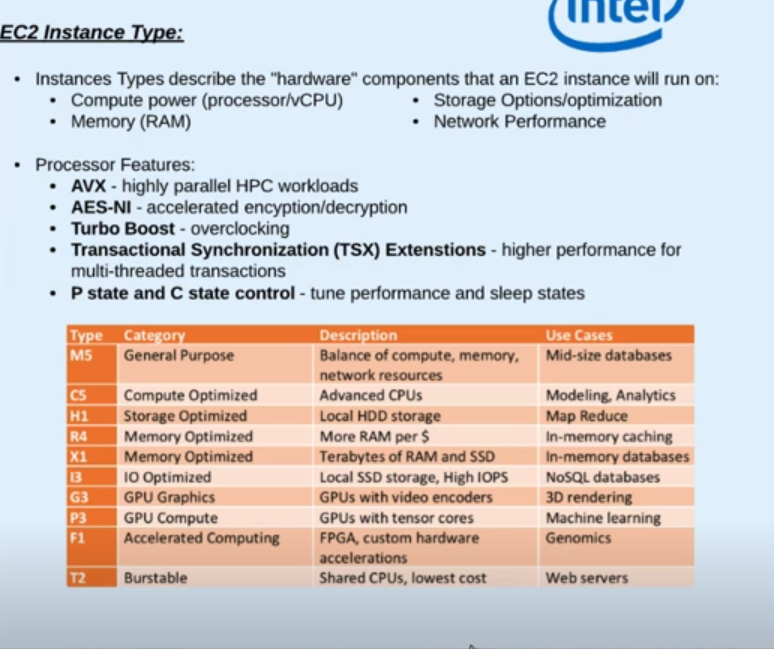 intel
EC2 Instance Type:
• Instances Types describe the "hardware" components that an EC2 instance will run on:
• Compute power (processor/vCPU)
• Storage Options/optimization
• Memory (RAM)
• Network Performance
• Processor Features:
• AVX - highly parallel HPC workloads
• AES-NI - accelerated encyption/decryption
• Turbo Boost - overclocking
• Transactional Synchronization (TSX) Extenstions - higher performance for
multi-threaded transactions
• P state and C state control - tune performance and sleep states
Type Category Description Use Cases
M5 General Purpose Balance of compute, memory, Mid-size databases
network resources
C5 Compute Optimized Advanced CPUs Modeling, Analytics
H1 Storage Optimized Local HDD storage Map Reduce
R4 Memory Optimized More RAM per $ In-memory caching
X1 Memory Optimized Terabytes of RAM and SSD In-memory databases
I3 IO Optimized Local SSD storage, High IOPS NoSQL databases
G3 GPU Graphics GPUs with video encoders 3D rendering
P3 GPU Compute GPUs with tensor cores Machine learning
F1 Accelerated Computing FPGA, custom hardware Genomics
accelerations
T2 Burstable Shared CPUs, lowest cost Web servers